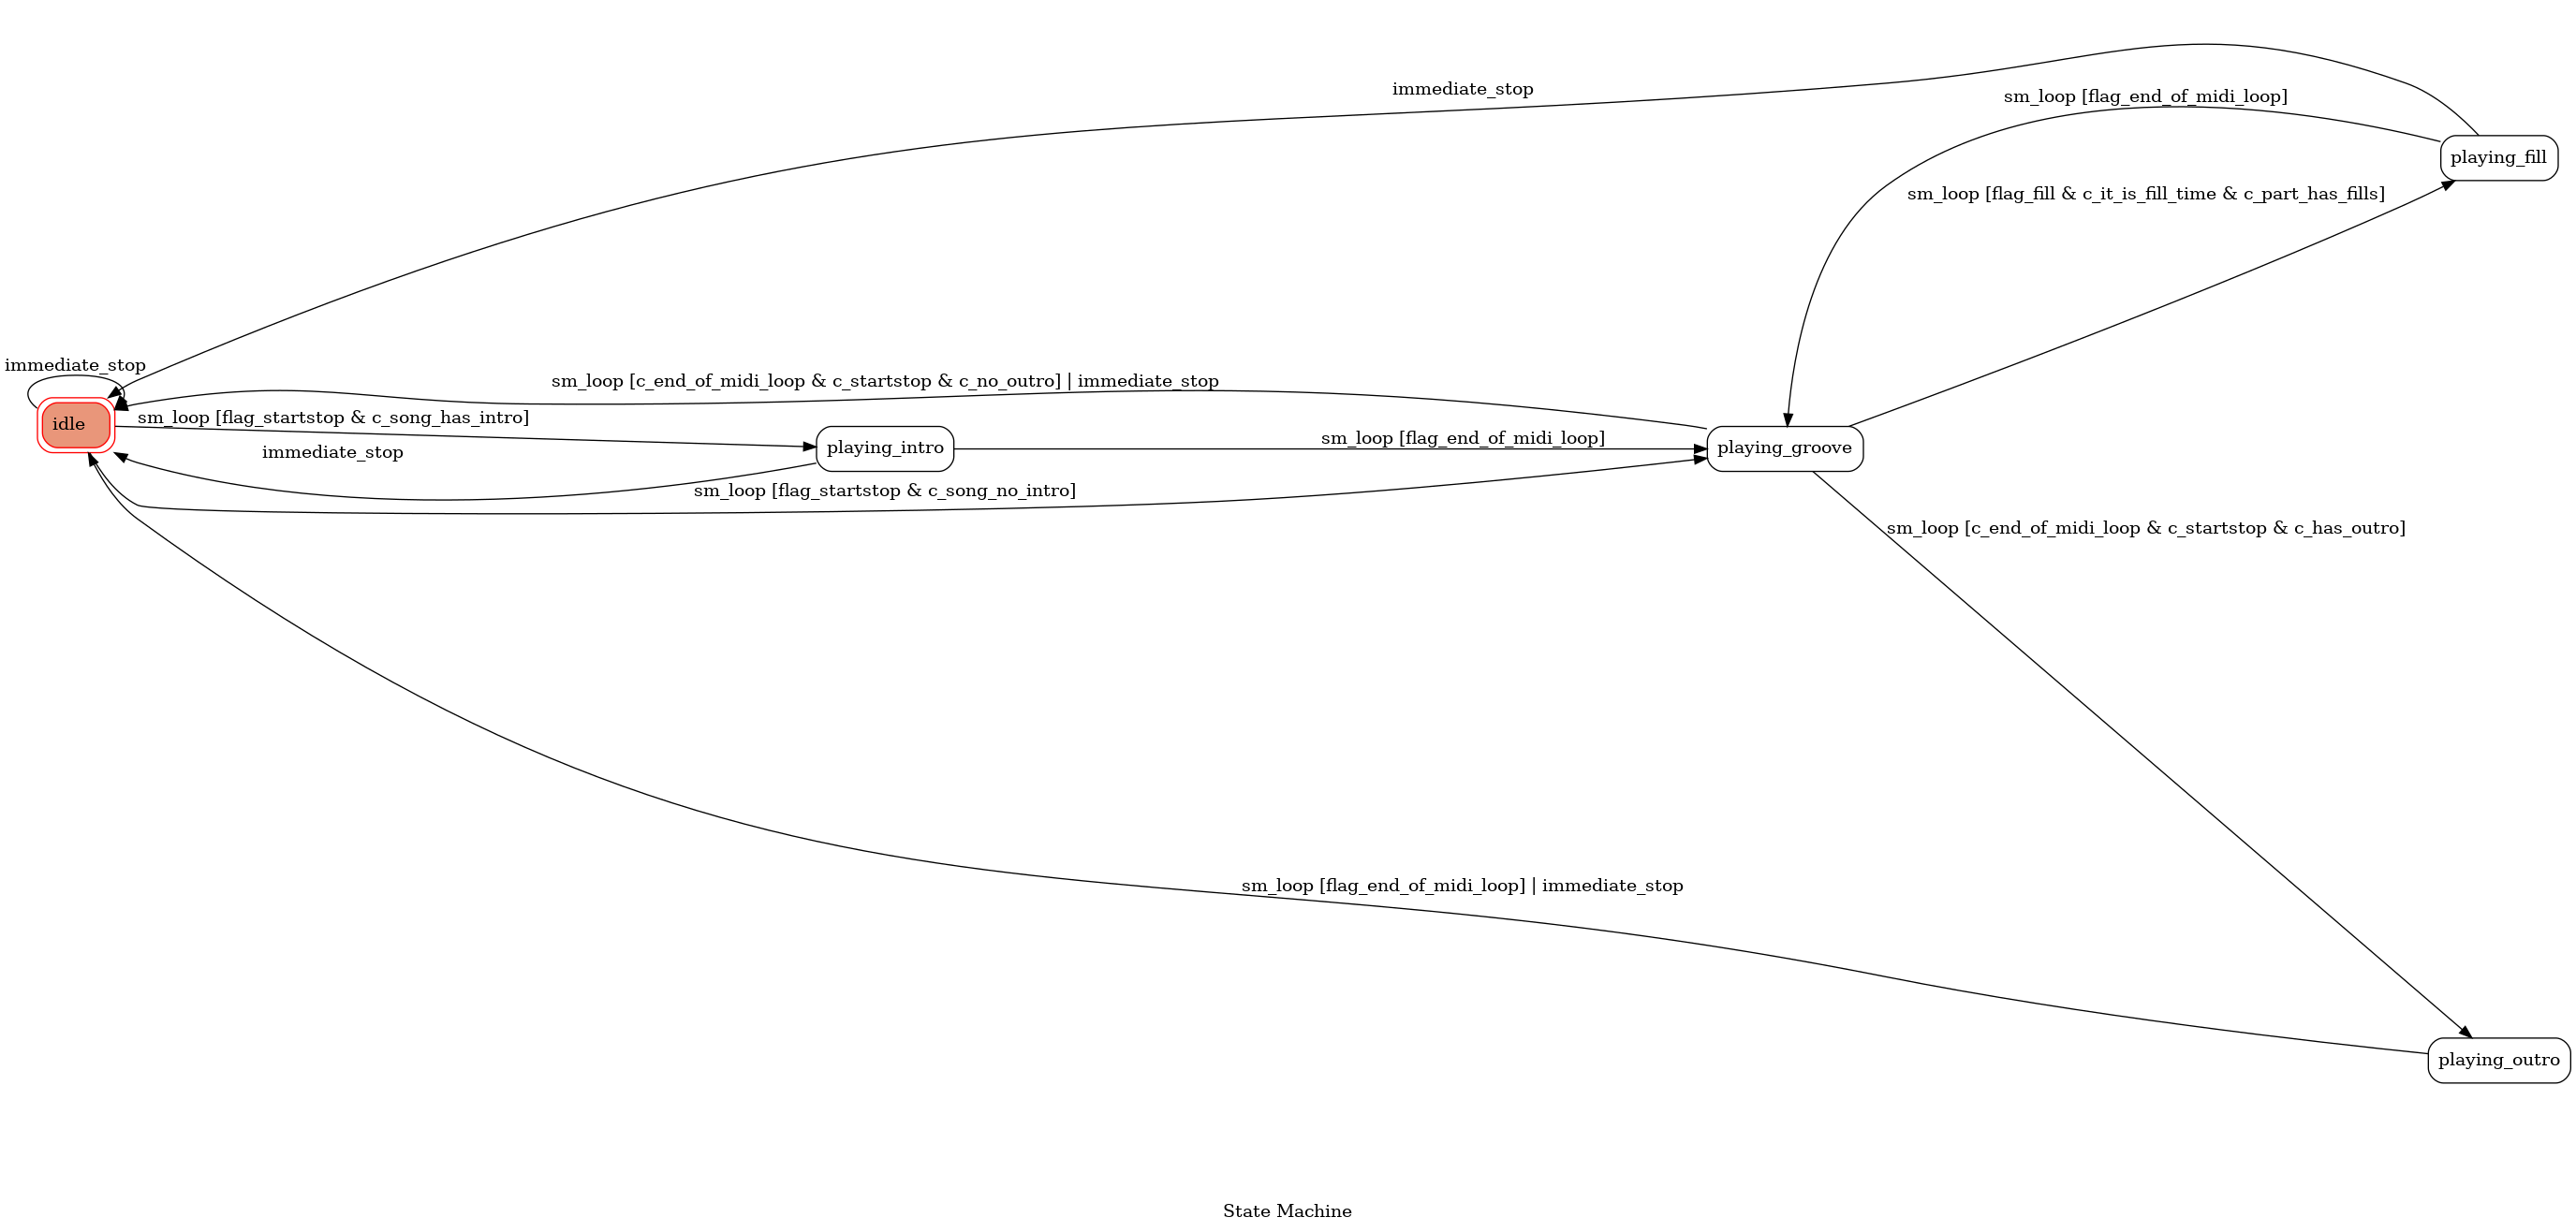 immediate_stop
sm_loop [flag_end_of_midi_loop]
playing_fill
sm_loop [flag_fill & c_it_is_fill_time & c_part_has_fills]
immediate_stop
sm_loop [c_end_of_midi_loop & c_startstop & c_no_outro] | immediate_stop
idle
sm_loop [flag_startstop & c_song_has_intro]
immediate_stop
playing_intro
sm_loop [flag_end_of_midi_loop]
playing_groove
sm_loop [flag_startstop & c_song_no_intro]
sm_loop [c_end_of_midi_loop & c_startstop & c_has_outro]
sm_loop [flag_end_of_midi_loop] | immediate_stop
playing_outro
State Machine